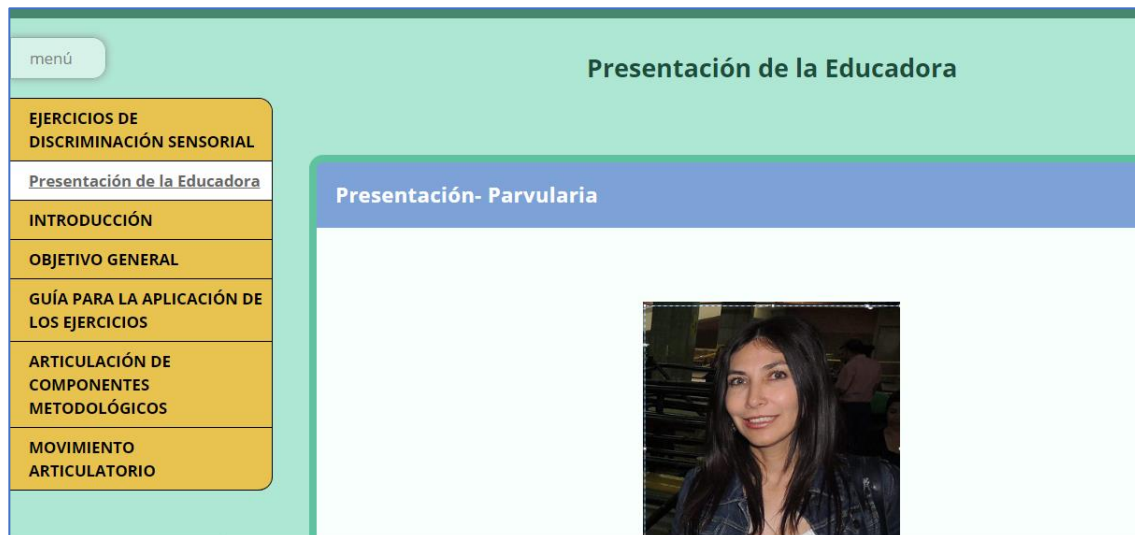 menú
Presentación de la Educadora
EJERCICIOS DE
DISCRIMINACIÓN SENSORIAL
Presentación de la Educadora
INTRODUCCIÓN
OBJETIVO GENERAL
GUÍA PARA LA APLICACIÓN DE
LOS EJERCICIOS
ARTICULACIÓN DE
COMPONENTES
METODOLÓGICOS
MOVIMIENTO
ARTICULATORIO
Presentación- Parvularia